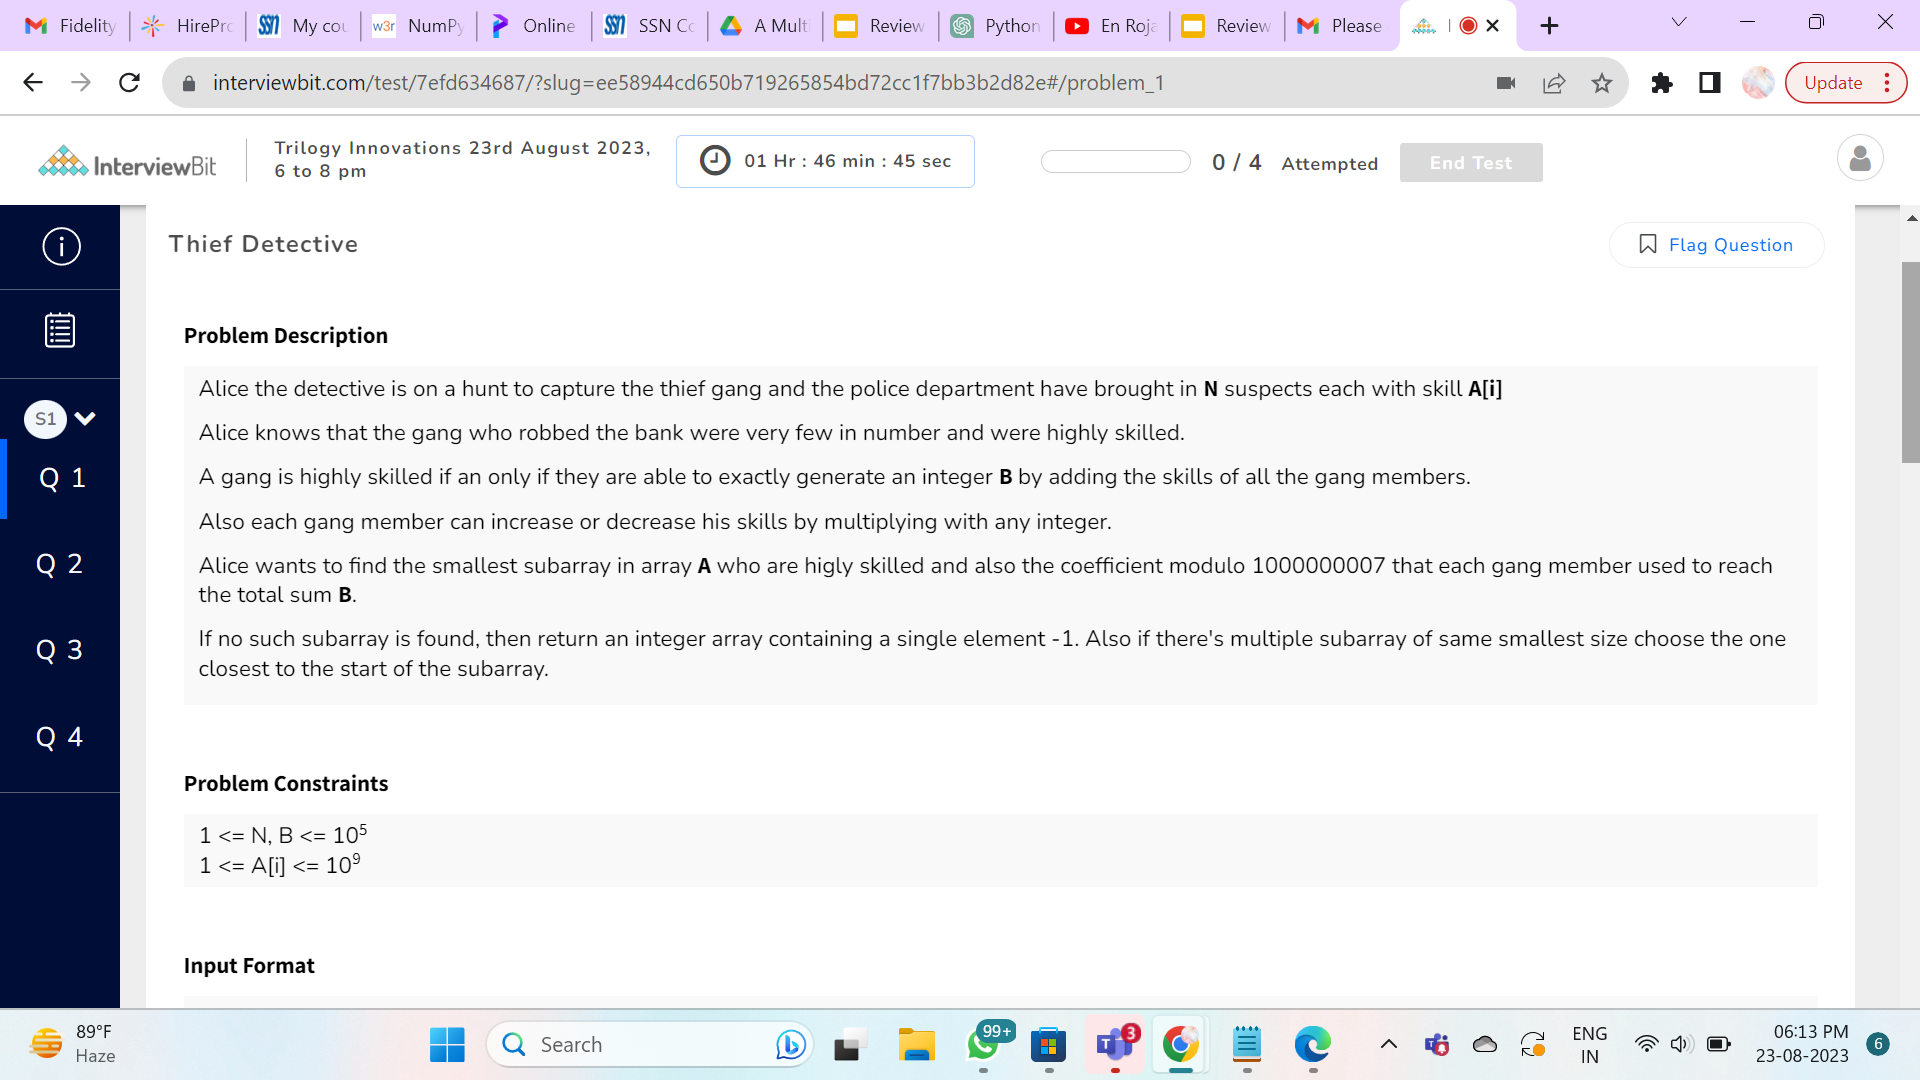 Fidelity
HirePro
My cou
NumPy
Online
SSN Co
A Multi
Review
Python
En Roja
Review
Please
interviewbit.com/test/7efd634687/?slug=ee58944cd650b719265854bd72cc1f7bb3b2d82e#/problem_1
Update
InterviewBit
Trilogy Innovations 23rd August 2023,
6 to 8 pm
01 Hr : 46 min : 45 sec
0 / 4 Attempted
End Test
Thief Detective
Flag Question
S1
Q 1
Q 2
Q 3
Q 4
Problem Description
Alice the detective is on a hunt to capture the thief gang and the police department have brought in N suspects each with skill A[i]
Alice knows that the gang who robbed the bank were very few in number and were highly skilled.
A gang is highly skilled if an only if they are able to exactly generate an integer B by adding the skills of all the gang members.
Also each gang member can increase or decrease his skills by multiplying with any integer.
Alice wants to find the smallest subarray in array A who are higly skilled and also the coefficient modulo 1000000007 that each gang member used to reach
the total sum B.
If no such subarray is found, then return an integer array containing a single element -1. Also if there's multiple subarray of same smallest size choose the one
closest to the start of the subarray.
Problem Constraints
1 <= N, B <= 10⁵
1 <= A[i] <= 10⁹
Input Format
89°F
Haze
Search
99+
3
ENG
IN
06:13 PM
23-08-2023
6